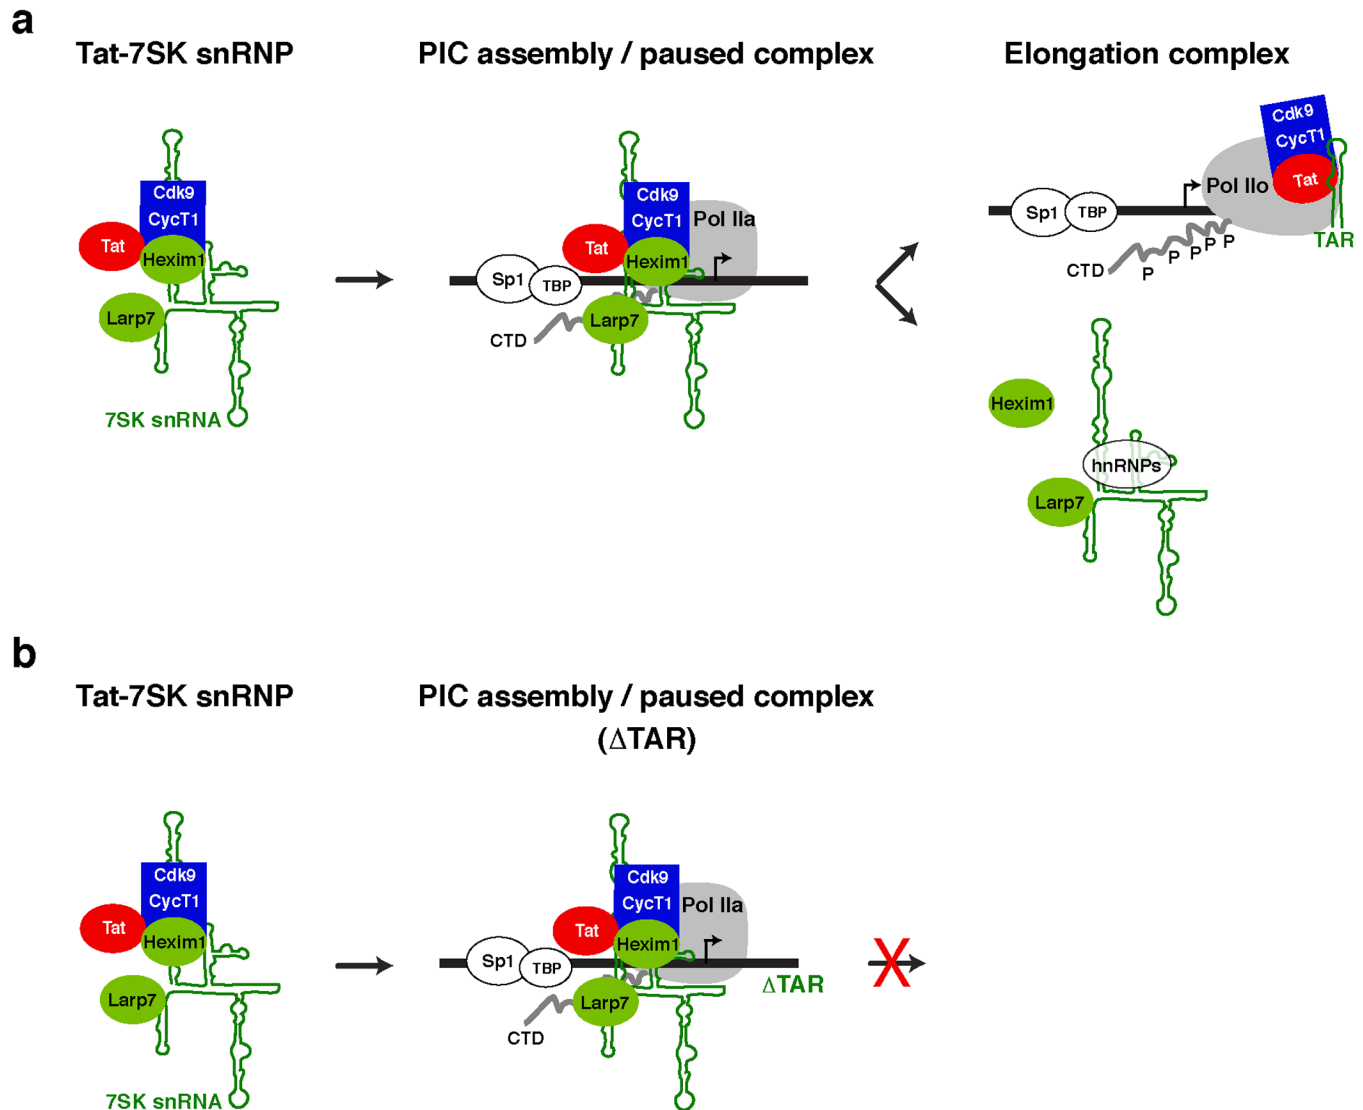 a
Tat-7SK snRNP
PIC assembly / paused complex
Elongation complex
Cdk9
CycT1
Tat
Hexim1
Larp7
7SK snRNA
Cdk9
CycT1
Pol IIa
Tat
Hexim1
Sp1
TBP
Larp7
CTD
Cdk9
CycT1
Pol IIo
Tat
Sp1
TBP
TAR
CTD
P
P
P
P
P
Hexim1
hnRNPs
Larp7
b
Tat-7SK snRNP
PIC assembly / paused complex
(ΔTAR)
Cdk9
CycT1
Tat
Hexim1
Larp7
7SK snRNA
Cdk9
CycT1
Pol IIa
Tat
Hexim1
Sp1
TBP
ΔTAR
Larp7
CTD
X